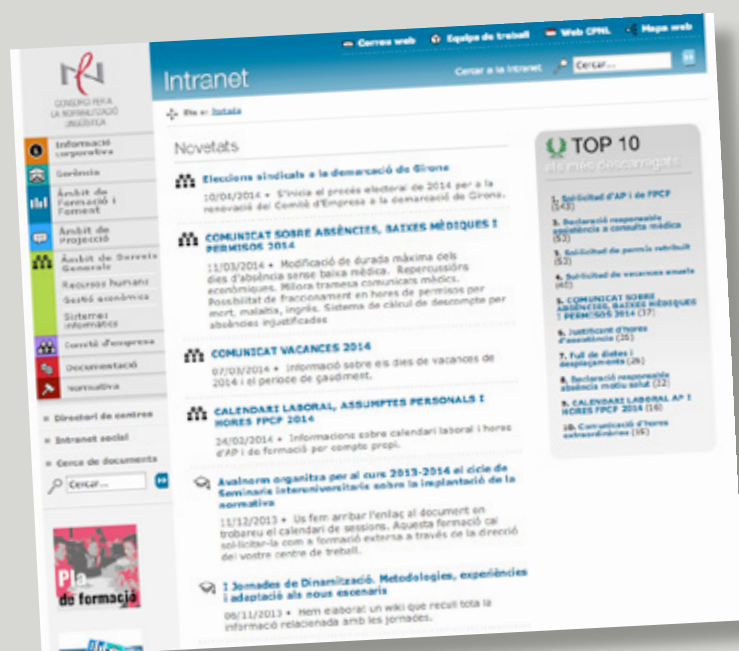 Correu web
Equips de treball
Web CPNL
Mapa web
CONSORCI PER A
LA NORMALITZACIÓ
LINGÜÍSTICA
Intranet
Cercar a la intranet
Cercar...
Ets a: Portada
Informació
corporativa
Gerència
Àmbit de
Formació i
Foment
Àmbit de
Projecció
Àmbit de Serveis
Generals
Recursos humans
Gestió econòmica
Sistemes
informàtics
Comitè d'empresa
Documentació
Normativa
Directori de centres
Intranet social
Cerca de documents
Cercar...
Pla
de formació
Novetats
Eleccions sindicals a la demarcació de Girona
10/04/2014 • S'inicia el procés electoral de 2014 per a la
renovació del Comitè d'Empresa a la demarcació de Girona.
COMUNICAT SOBRE ABSÈNCIES, BAIXES MÈDIQUES I
PERMISOS 2014
11/03/2014 • Modificació de durada màxima dels
dies d'absència sense baixa mèdica. Repercussións
econòmiques. Millora tramesa comunicats mèdics.
Possibilitat de fraccionament en hores de permisos per
mort, malaltia, ingrés. Sistema de càlcul de descompte per
absències injustificades
COMUNICAT VACANCES 2014
07/03/2014 • Informació sobre els dies de vacances de
2014 i el període de gaudiment.
CALENDARI LABORAL, ASSUMPTES PERSONALS I
HORES FPCP 2014
24/02/2014 • Informacions sobre calendari laboral i hores
d'AP i de formació per compte propi.
Avalnorm organitza per al curs 2013-2014 el cicle de
Seminaris interuniversitaris sobre la implantació de la
normativa
11/12/2013 • Us fem arribar l'enllaç al document on
trobareu el calendari de sessions. Aquesta formació cal
sol·licitar-la com a formació externa a través de la direcció
del vostre centre de treball.
I Jornades de Dinamització. Metodologies, experiències
i adaptació als nous escenaris
06/11/2013 • Hem elaborat un wiki que recull tota la
informació relacionada amb les jornades.
TOP 10
els més descarregats
1. Sol·licitud d'AP i de FPCP
(143)
2. Declaració responsable
assistència a consulta mèdica
(53)
3. Sol·licitud de permís retribuït
(52)
4. Sol·licitud de vacances anuals
5. COMUNICAT SOBRE
ABSÈNCIES, BAIXES MÈDIQUES
I PERMISOS 2014 (37)
6. Justificant d'hores
d'assistència (35)
7. Full de dietes i
desplaçaments (26)
8. Declaració responsable
absència motiu salut (22)
9. CALENDARI LABORAL AP I
HORES FPCP 2014 (16)
10. Comunicació d'hores
extraordinàries (15)